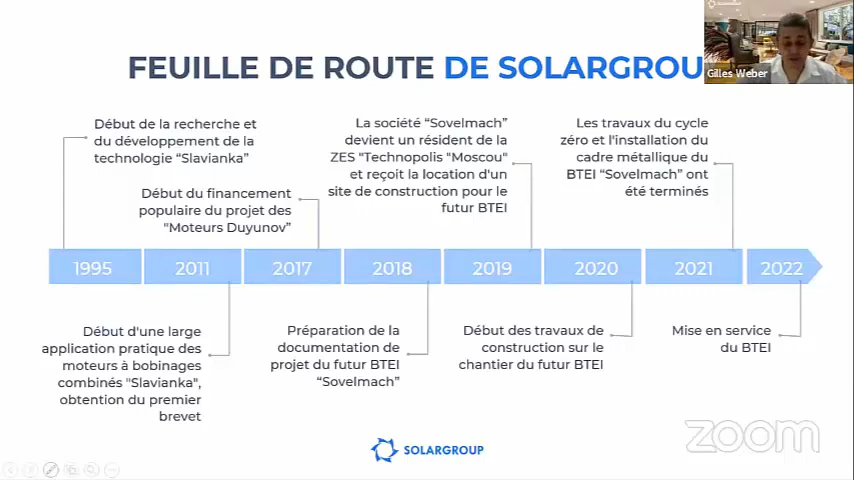 FEUILLE DE ROUTE DE SOLARGROU
Gilles Weber
Début de la recherche et
du développement de la
technologie “Slavianka”
Début du financement
populaire du projet des
"Moteurs Duyunov”
La société “Sovelmach”
devient un résident de la
ZES "Technopolis "Moscou"
et reçoit la location d'un
site de construction pour le
futur BTEI
Les travaux du cycle
zéro et l'installation du
cadre métallique du
BTEI “Sovelmach” ont
été terminés
1995
2011
2017
2018
2019
2020
2021
2022
Début d'une large
application pratique des
moteurs à bobinages
combinés "Slavianka",
obtention du premier
brevet
Préparation de la
documentation de
projet du futur BTEI
“Sovelmach”
Début des travaux de
construction sur le
chantier du futur BTEI
Mise en service
du BTEI
SOLARGROUP
zoom